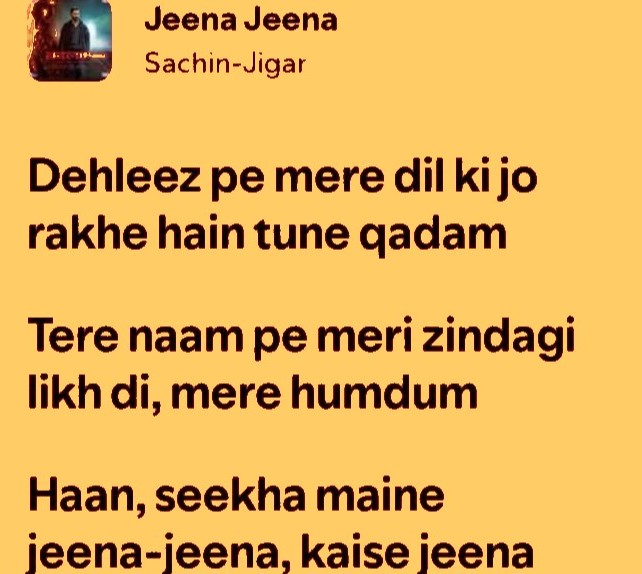 Jeena Jeena
Sachin-Jigar
Dehleez pe mere dil ki jo
rakhe hain tune qadam
Tere naam pe meri zindagi
likh di, mere humdum
Haan, seekha maine
jeena-jeena, kaise jeena